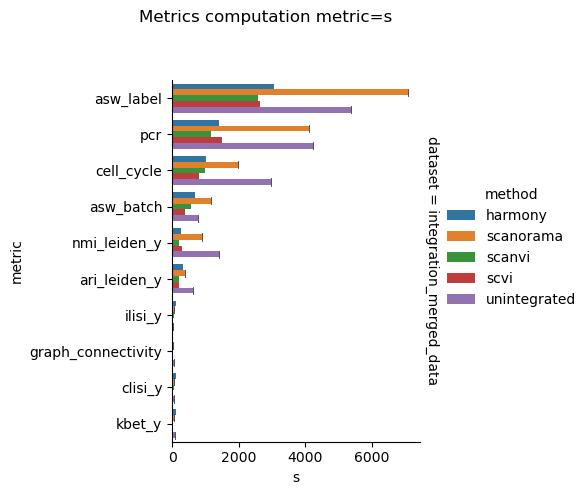 Metrics computation metric=s
metric
asw_label
pcr
cell_cycle
asw_batch
nmi_leiden_y
ari_leiden_y
ilisi_y
graph_connectivity
clisi_y
kbet_y
0 2000 4000 6000
s
dataset = integration_merged_data
method
harmony
scanorama
scanvi
scvi
unintegrated